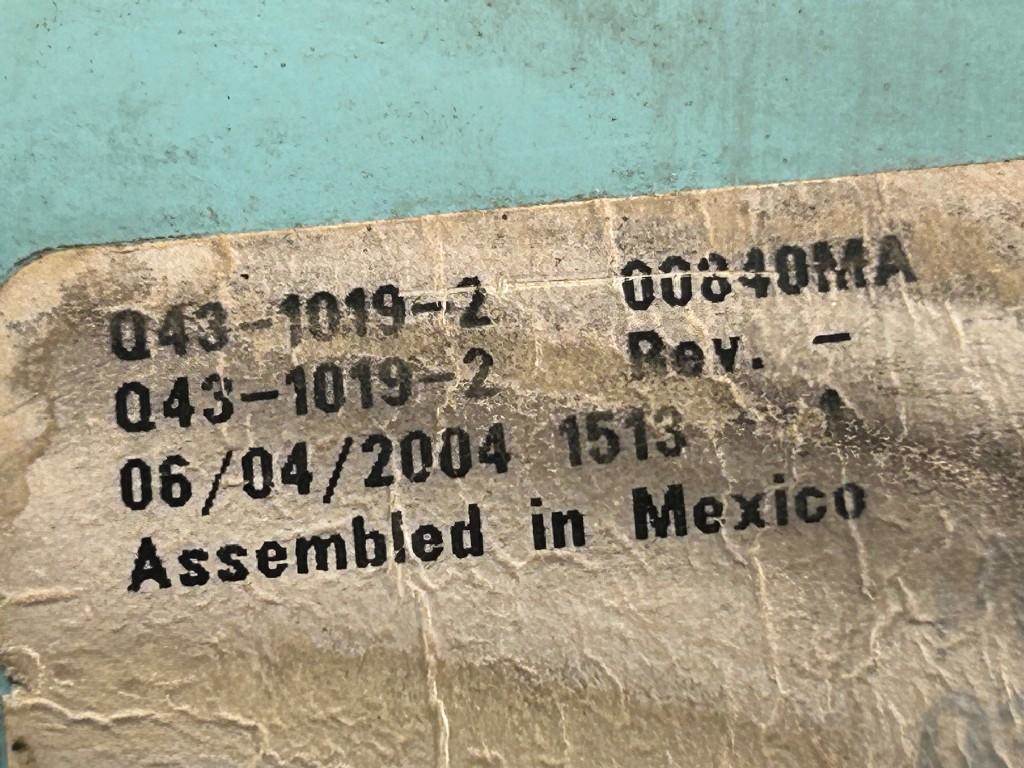 Q43-1019-2 00840MA
Q43-1019-2 Rev. -
06/04/2004 1513 A
Assembled in Mexico